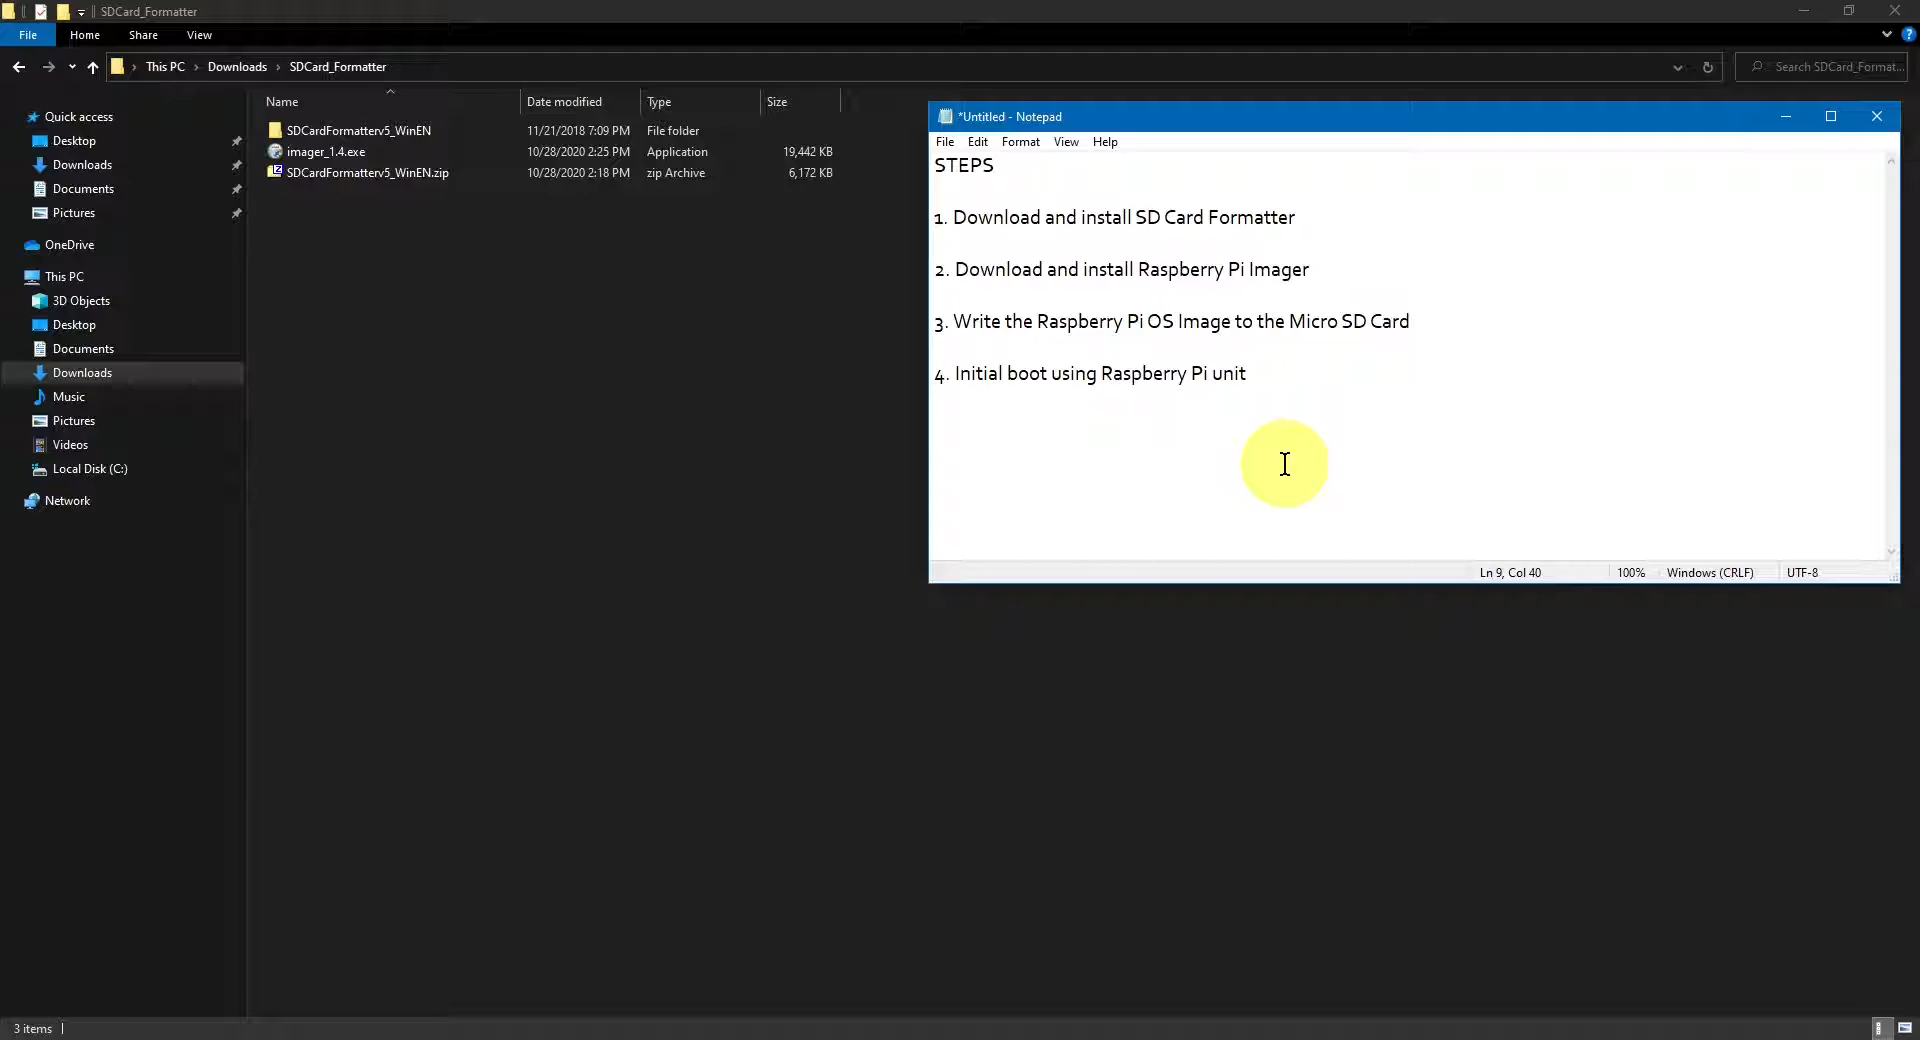 SDCard_Formatter
File Home Share View
This PC Downloads SDCard_Formatter
Search SDCard_Format...
Quick access
Desktop
Downloads
Documents
Pictures
OneDrive
This PC
3D Objects
Desktop
Documents
Downloads
Music
Pictures
Videos
Local Disk (C:)
Network
Name Date modified Type Size
SDCardFormatterv5_WinEN 11/21/2018 7:09 PM File folder
imager_1.4.exe 10/28/2020 2:25 PM Application 19,442 KB
SDCardFormatterv5_WinEN.zip 10/28/2020 2:18 PM zip Archive 6,172 KB
*Untitled - Notepad
File Edit Format View Help
STEPS
1. Download and install SD Card Formatter
2. Download and install Raspberry Pi Imager
3. Write the Raspberry Pi OS Image to the Micro SD Card
4. Initial boot using Raspberry Pi unit
Ln 9, Col 40 100% Windows (CRLF) UTF-8
3 items